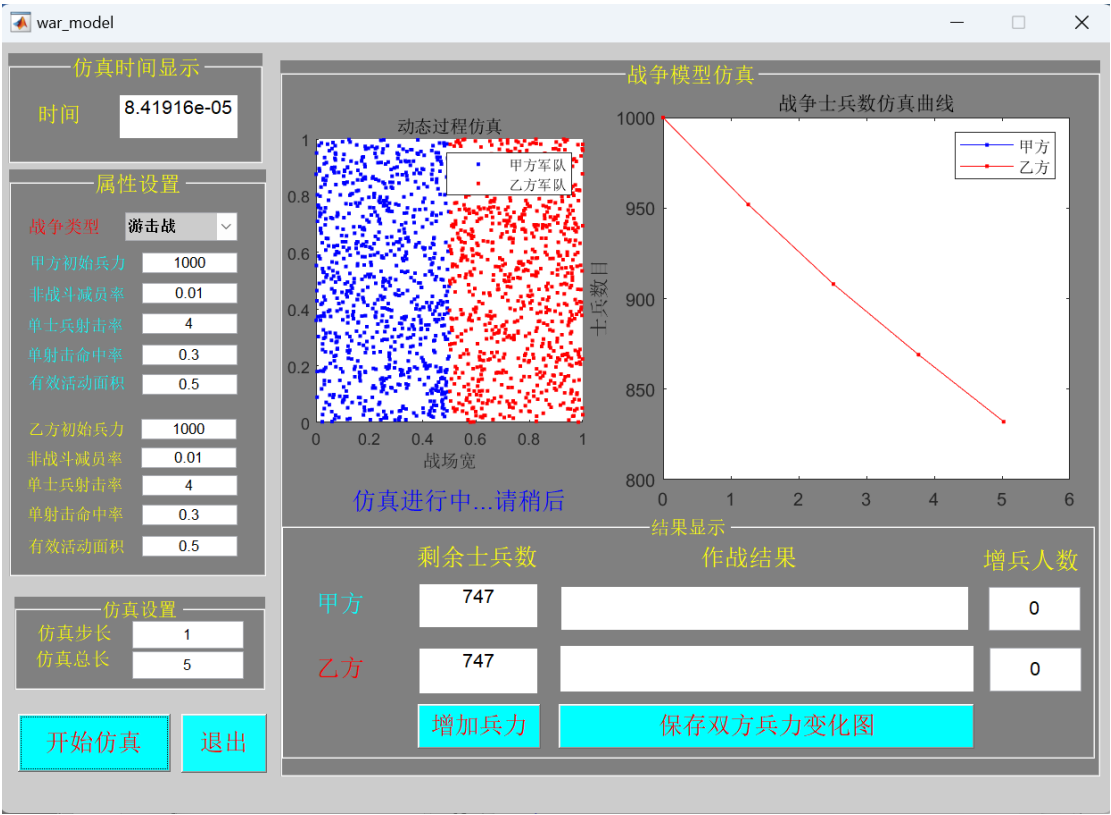 war_model
仿真时间显示
时间
8.41916e-05
属性设置
战争类型 游击战
甲方初始兵力 1000
非战斗减员率 0.01
单士兵射击率 4
单射击命中率 0.3
有效活动面积 0.5
乙方初始兵力 1000
非战斗减员率 0.01
单士兵射击率 4
单射击命中率 0.3
有效活动面积 0.5
仿真设置
仿真步长 1
仿真总长 5
开始仿真 退出
战争模型仿真
动态过程仿真
甲方军队
乙方军队
1
0.8
0.6
0.4
0.2
0
0 0.2 0.4 0.6 0.8 1
战场宽
仿真进行中...请稍后
战争士兵数仿真曲线
甲方
乙方
士兵数目
1000
950
900
850
800
0 1 2 3 4 5 6
结果显示
剩余士兵数 作战结果 增兵人数
甲方 747 0
乙方 747 0
增加兵力 保存双方兵力变化图